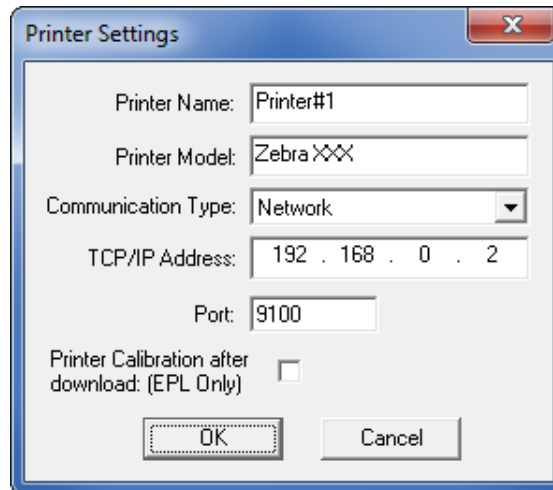 Printer Settings
Printer Name: Printer#1
Printer Model: Zebra XXX
Communication Type: Network
TCP/IP Address: 192 . 168 . 0 . 2
Port: 9100
Printer Calibration after
download: (EPL Only)
OK Cancel